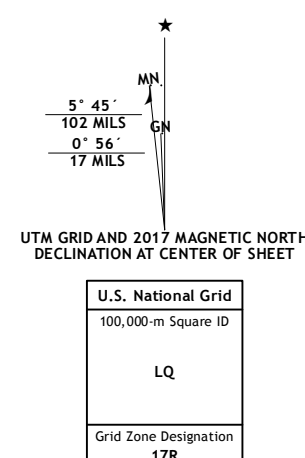 ★
MN.
5° 45´
102 MILS
GN
0° 56´
17 MILS
UTM GRID AND 2017 MAGNETIC NORTH
DECLINATION AT CENTER OF SHEET
U.S. National Grid
100,000-m Square ID
LQ
Grid Zone Designation
17R